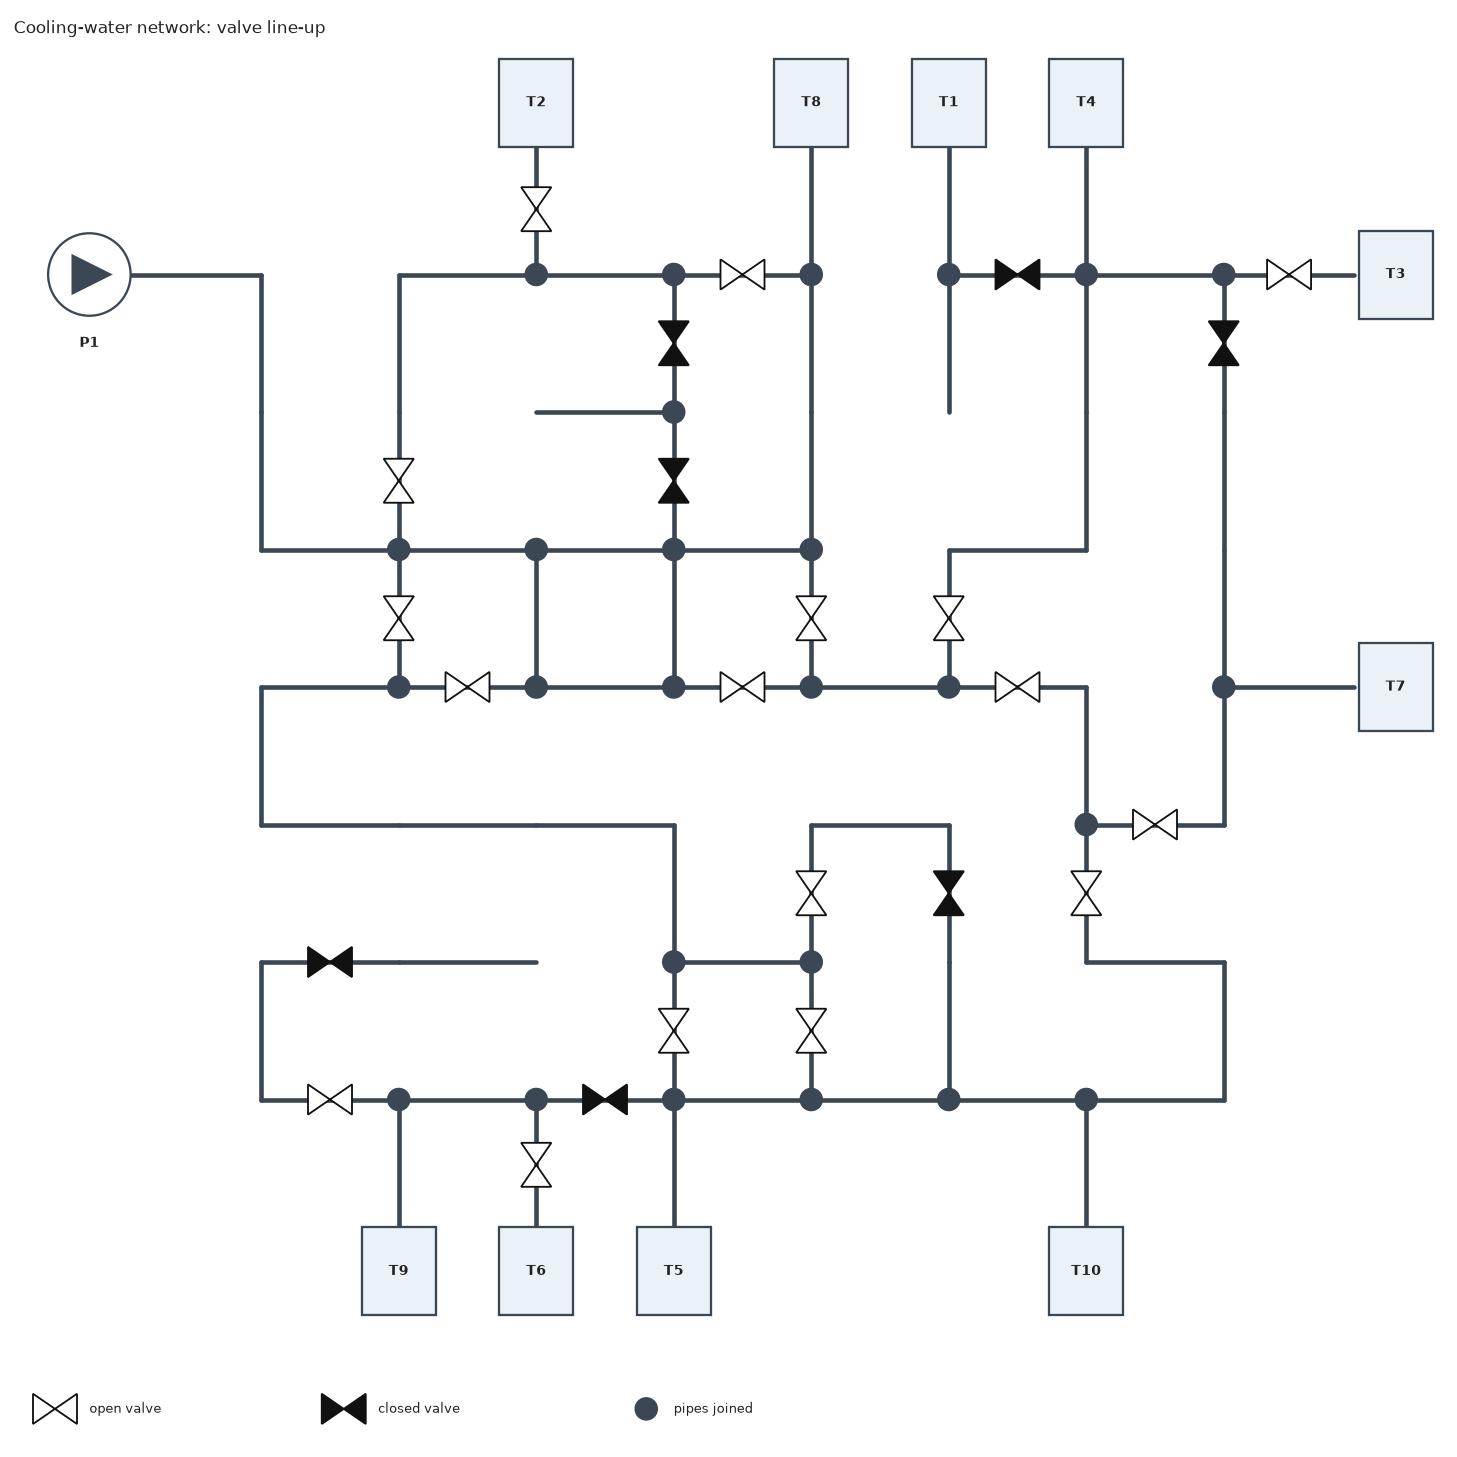 Cooling-water network: valve line-up
T2
T8
T1
T4
T3
P1
T7
T9
T6
T5
T10
open valve
closed valve
pipes joined